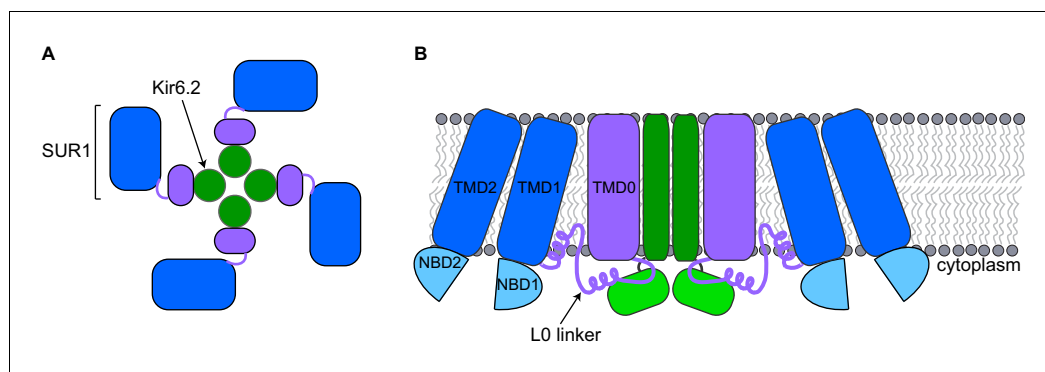 A
Kir6.2
SUR1
B
TMD2
TMD1
TMD0
NBD2
NBD1
cytoplasm
L0 linker